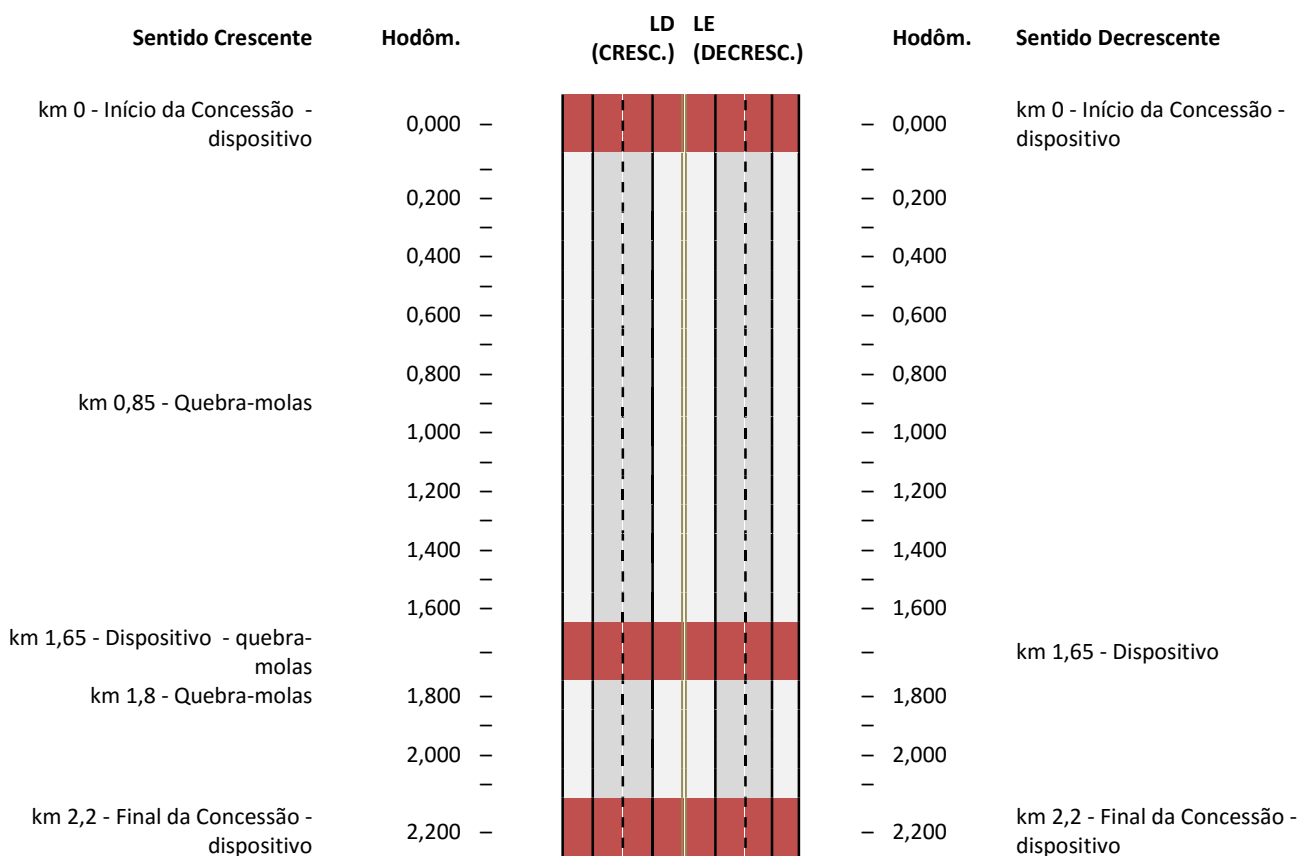 Sentido Crescente Hodôm. LD LE Hodôm. Sentido Decrescente
(CRESC.) (DECRESC.)
km 0 - Início da Concessão - km 0 - Início da Concessão -
dispositivo 0,000 – – 0,000 dispositivo
– –
0,200 – – 0,200
– –
0,400 – – 0,400
– –
0,600 – – 0,600
– –
0,800 – – 0,800
km 0,85 - Quebra-molas – –
1,000 – – 1,000
– –
1,200 – – 1,200
– –
1,400 – – 1,400
– –
1,600 – – 1,600
km 1,65 - Dispositivo - quebra-
molas – – km 1,65 - Dispositivo
km 1,8 - Quebra-molas 1,800 – – 1,800
– –
2,000 – – 2,000
– –
km 2,2 - Final da Concessão - km 2,2 - Final da Concessão -
dispositivo 2,200 – – 2,200 dispositivo